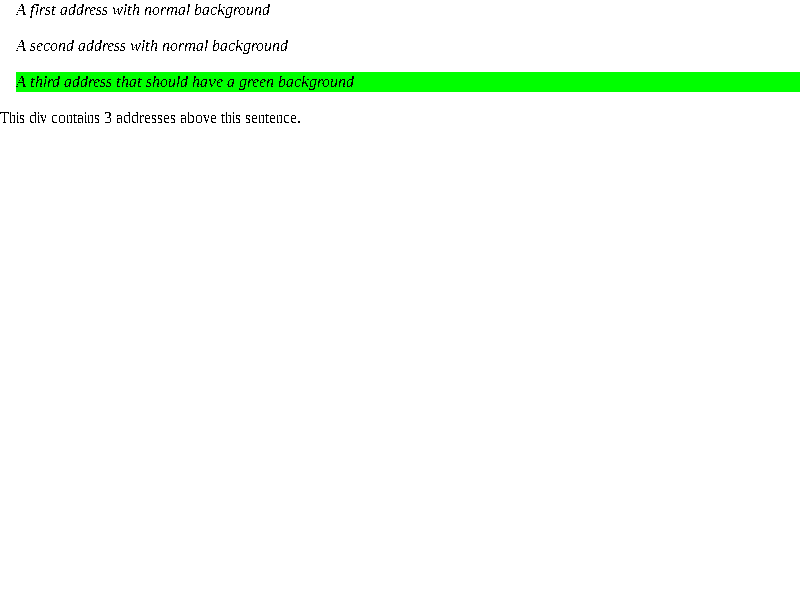 A first address with normal background
A second address with normal background
A third address that should have a green background
This div contains 3 addresses above this sentence.